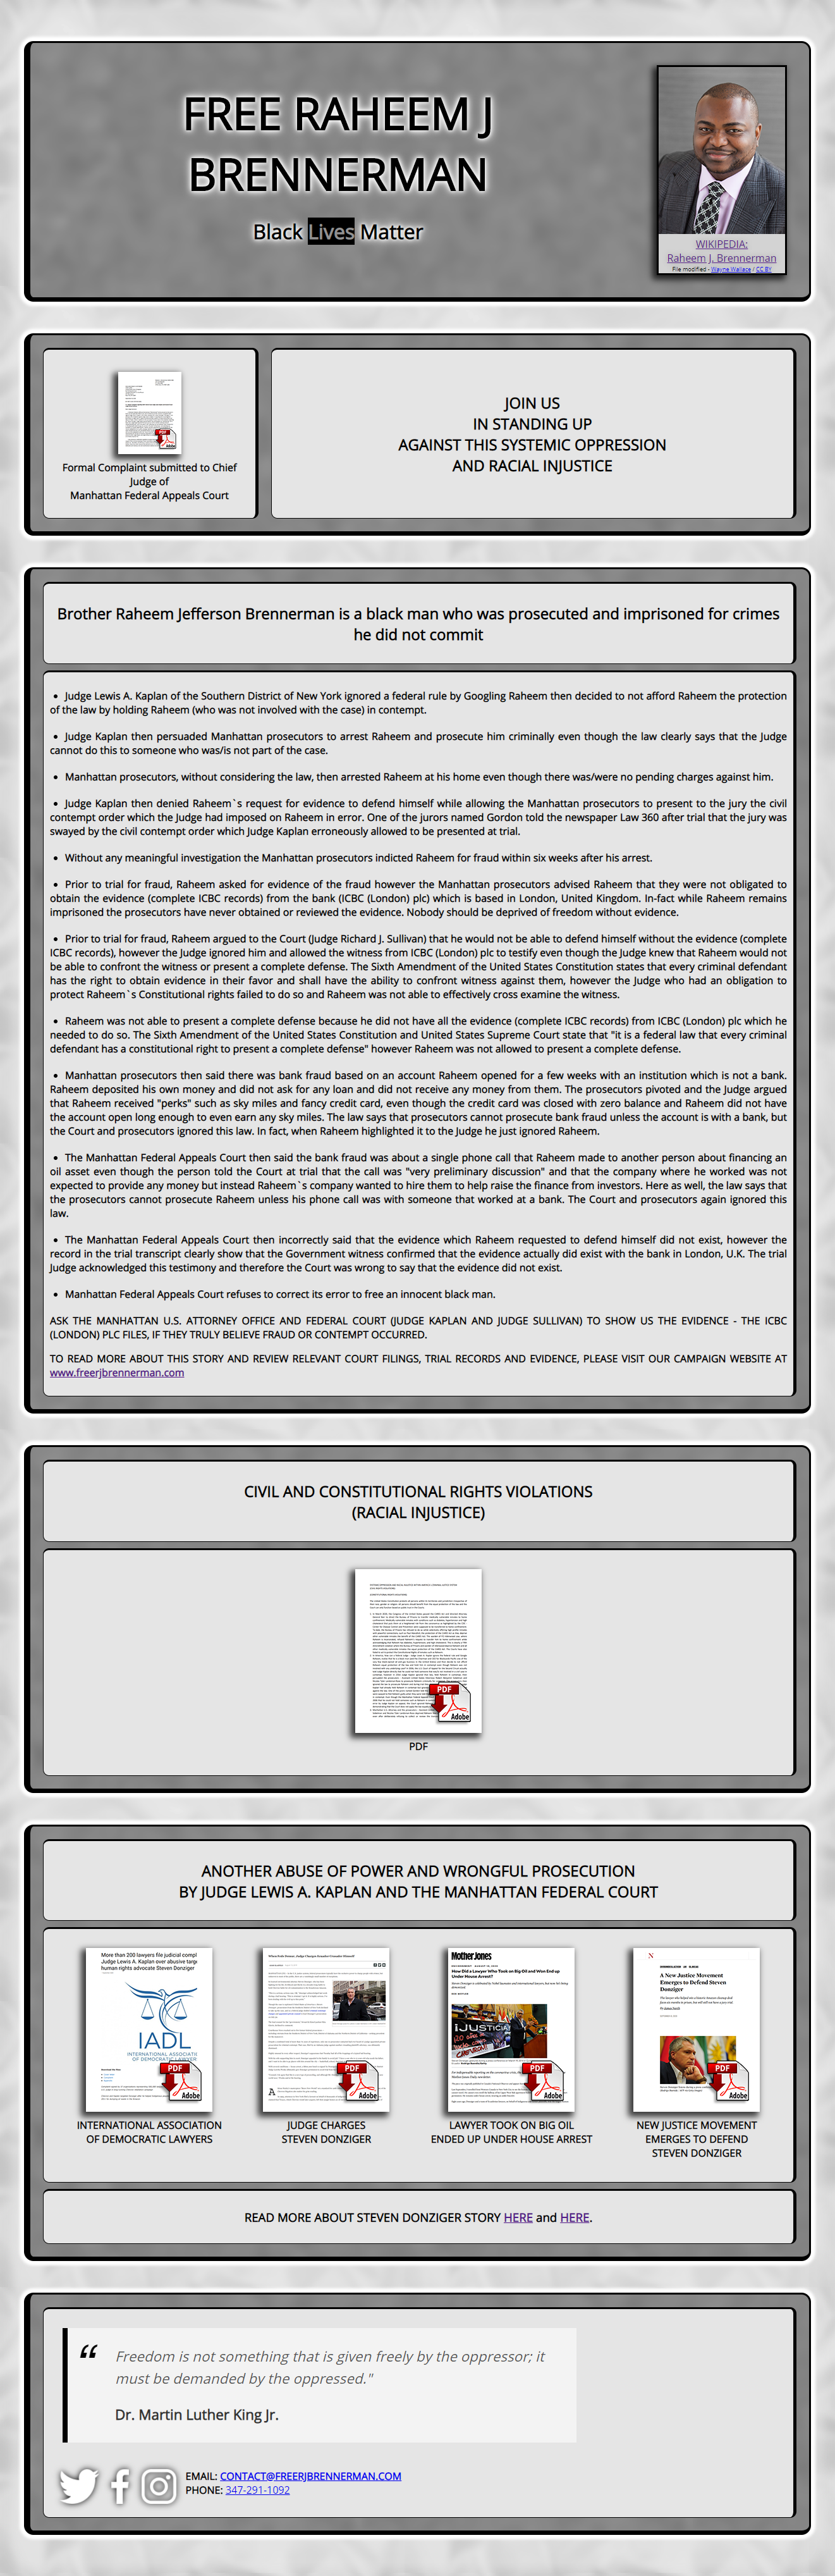 FREE RAHEEM J
BRENNERMAN
Black Lives Matter
WIKIPEDIA:
Raheem J. Brennerman
File modified - Wayne Wallace / CC BY
Adobe
Formal Complaint submitted to Chief
Judge of
Manhattan Federal Appeals Court
JOIN US
IN STANDING UP
AGAINST THIS SYSTEMIC OPPRESSION
AND RACIAL INJUSTICE
Brother Raheem Jefferson Brennerman is a black man who was prosecuted and imprisoned for crimes
he did not commit
• Judge Lewis A. Kaplan of the Southern District of New York ignored a federal rule by Googling Raheem then decided to not afford Raheem the protection
of the law by holding Raheem (who was not involved with the case) in contempt.
• Judge Kaplan then persuaded Manhattan prosecutors to arrest Raheem and prosecute him criminally even though the law clearly says that the Judge
cannot do this to someone who was/is not part of the case.
• Manhattan prosecutors, without considering the law, then arrested Raheem at his home even though there was/were no pending charges against him.
• Judge Kaplan then denied Raheem`s request for evidence to defend himself while allowing the Manhattan prosecutors to present to the jury the civil
contempt order which the Judge had imposed on Raheem in error. One of the jurors named Gordon told the newspaper Law 360 after trial that the jury was
swayed by the civil contempt order which Judge Kaplan erroneously allowed to be presented at trial.
• Without any meaningful investigation the Manhattan prosecutors indicted Raheem for fraud within six weeks after his arrest.
• Prior to trial for fraud, Raheem asked for evidence of the fraud however the Manhattan prosecutors advised Raheem that they were not obligated to
obtain the evidence (complete ICBC records) from the bank (ICBC (London) plc) which is based in London, United Kingdom. In-fact while Raheem remains
imprisoned the prosecutors have never obtained or reviewed the evidence. Nobody should be deprived of freedom without evidence.
• Prior to trial for fraud, Raheem argued to the Court (Judge Richard J. Sullivan) that he would not be able to defend himself without the evidence (complete
ICBC records), however the Judge ignored him and allowed the witness from ICBC (London) plc to testify even though the Judge knew that Raheem would not
be able to confront the witness or present a complete defense. The Sixth Amendment of the United States Constitution states that every criminal defendant
has the right to obtain evidence in their favor and shall have the ability to confront witness against them, however the Judge who had an obligation to
protect Raheem`s Constitutional rights failed to do so and Raheem was not able to effectively cross examine the witness.
• Raheem was not able to present a complete defense because he did not have all the evidence (complete ICBC records) from ICBC (London) plc which he
needed to do so. The Sixth Amendment of the United States Constitution and United States Supreme Court state that "it is a federal law that every criminal
defendant has a constitutional right to present a complete defense" however Raheem was not allowed to present a complete defense.
• Manhattan prosecutors then said there was bank fraud based on an account Raheem opened for a few weeks with an institution which is not a bank.
Raheem deposited his own money and did not ask for any loan and did not receive any money from them. The prosecutors pivoted and the Judge argued
that Raheem received "perks" such as sky miles and fancy credit card, even though the credit card was closed with zero balance and Raheem did not have
the account open long enough to even earn any sky miles. The law says that prosecutors cannot prosecute bank fraud unless the account is with a bank, but
the Court and prosecutors ignored this law. In fact, when Raheem highlighted it to the Judge he just ignored Raheem.
• The Manhattan Federal Appeals Court then said the bank fraud was about a single phone call that Raheem made to another person about financing an
oil asset even though the person told the Court at trial that the call was "very preliminary discussion" and that the company where he worked was not
expected to provide any money but instead Raheem`s company wanted to hire them to help raise the finance from investors. Here as well, the law says that
the prosecutors cannot prosecute Raheem unless his phone call was with someone that worked at a bank. The Court and prosecutors again ignored this
law.
• The Manhattan Federal Appeals Court then incorrectly said that the evidence which Raheem requested to defend himself did not exist, however the
record in the trial transcript clearly show that the Government witness confirmed that the evidence actually did exist with the bank in London, U.K. The trial
Judge acknowledged this testimony and therefore the Court was wrong to say that the evidence did not exist.
• Manhattan Federal Appeals Court refuses to correct its error to free an innocent black man.
ASK THE MANHATTAN U.S. ATTORNEY OFFICE AND FEDERAL COURT (JUDGE KAPLAN AND JUDGE SULLIVAN) TO SHOW US THE EVIDENCE - THE ICBC
(LONDON) PLC FILES, IF THEY TRULY BELIEVE FRAUD OR CONTEMPT OCCURRED.
TO READ MORE ABOUT THIS STORY AND REVIEW RELEVANT COURT FILINGS, TRIAL RECORDS AND EVIDENCE, PLEASE VISIT OUR CAMPAIGN WEBSITE AT
www.freerjbrennerman.com
CIVIL AND CONSTITUTIONAL RIGHTS VIOLATIONS
(RACIAL INJUSTICE)
PDF
Adobe
PDF
ANOTHER ABUSE OF POWER AND WRONGFUL PROSECUTION
BY JUDGE LEWIS A. KAPLAN AND THE MANHATTAN FEDERAL COURT
More than 200 lawyers file judicial compl
Judge Lewis A. Kaplan over abusive targe
human rights advocate Steven Donziger
IADL
INTERNATIONAL ASSOCIATI
OF DEMOCRATIC LAWYERS
PDF
Adobe
INTERNATIONAL ASSOCIATION
OF DEMOCRATIC LAWYERS
PDF
Adobe
JUDGE CHARGES
STEVEN DONZIGER
Mother Jones
How Did a Lawyer Who Took on Big Oil and Won End up
Under House Arrest?
JUSTICIA
PDF
Adobe
LAWYER TOOK ON BIG OIL
ENDED UP UNDER HOUSE ARREST
N
A New Justice Movement
Emerges to Defend Steven
Donziger
PDF
Adobe
NEW JUSTICE MOVEMENT
EMERGES TO DEFEND
STEVEN DONZIGER
READ MORE ABOUT STEVEN DONZIGER STORY HERE and HERE.
“ Freedom is not something that is given freely by the oppressor; it
must be demanded by the oppressed."
Dr. Martin Luther King Jr.
EMAIL: CONTACT@FREERJBRENNERMAN.COM
PHONE: 347-291-1092